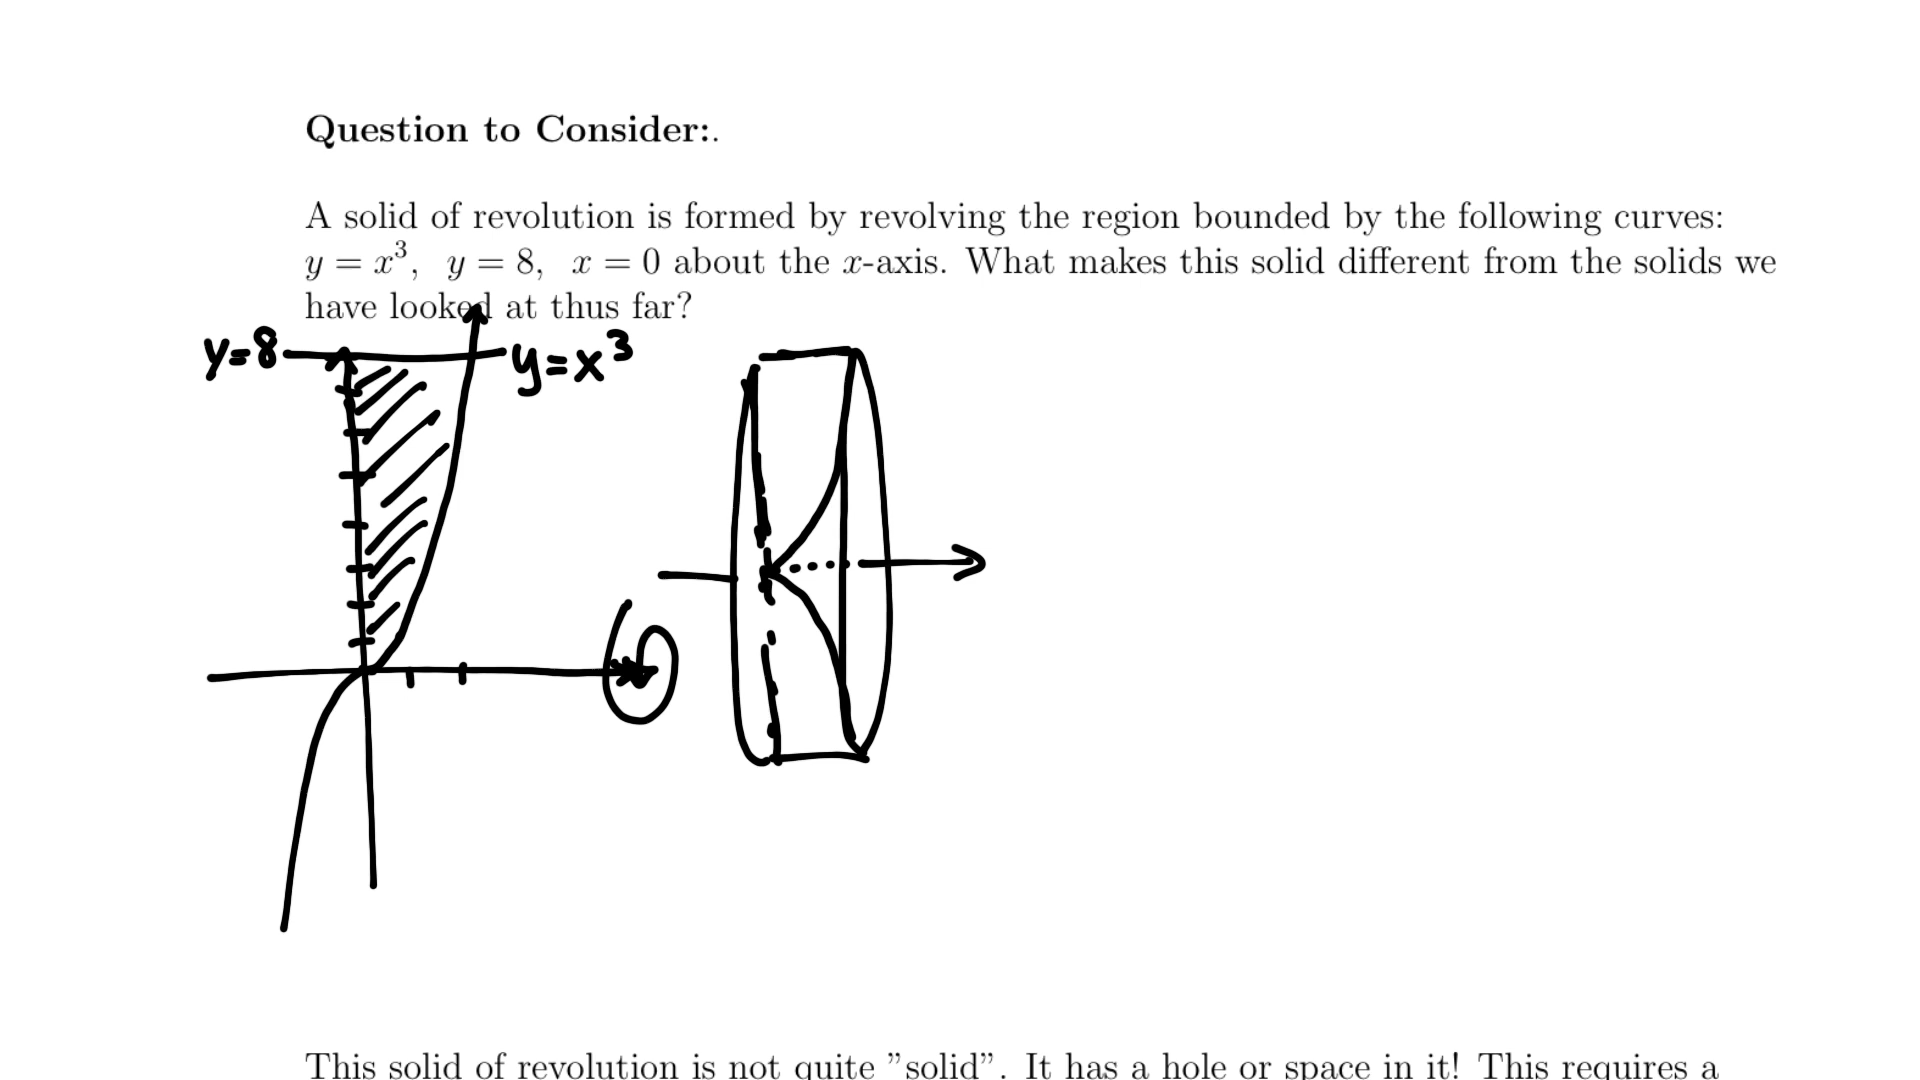 Question to Consider:.
A solid of revolution is formed by revolving the region bounded by the following curves:
y = x³, y = 8, x = 0 about the x-axis. What makes this solid different from the solids we
have looked at thus far?
y=8
y=x³
This solid of revolution is not quite ”solid”. It has a hole or space in it! This requires a